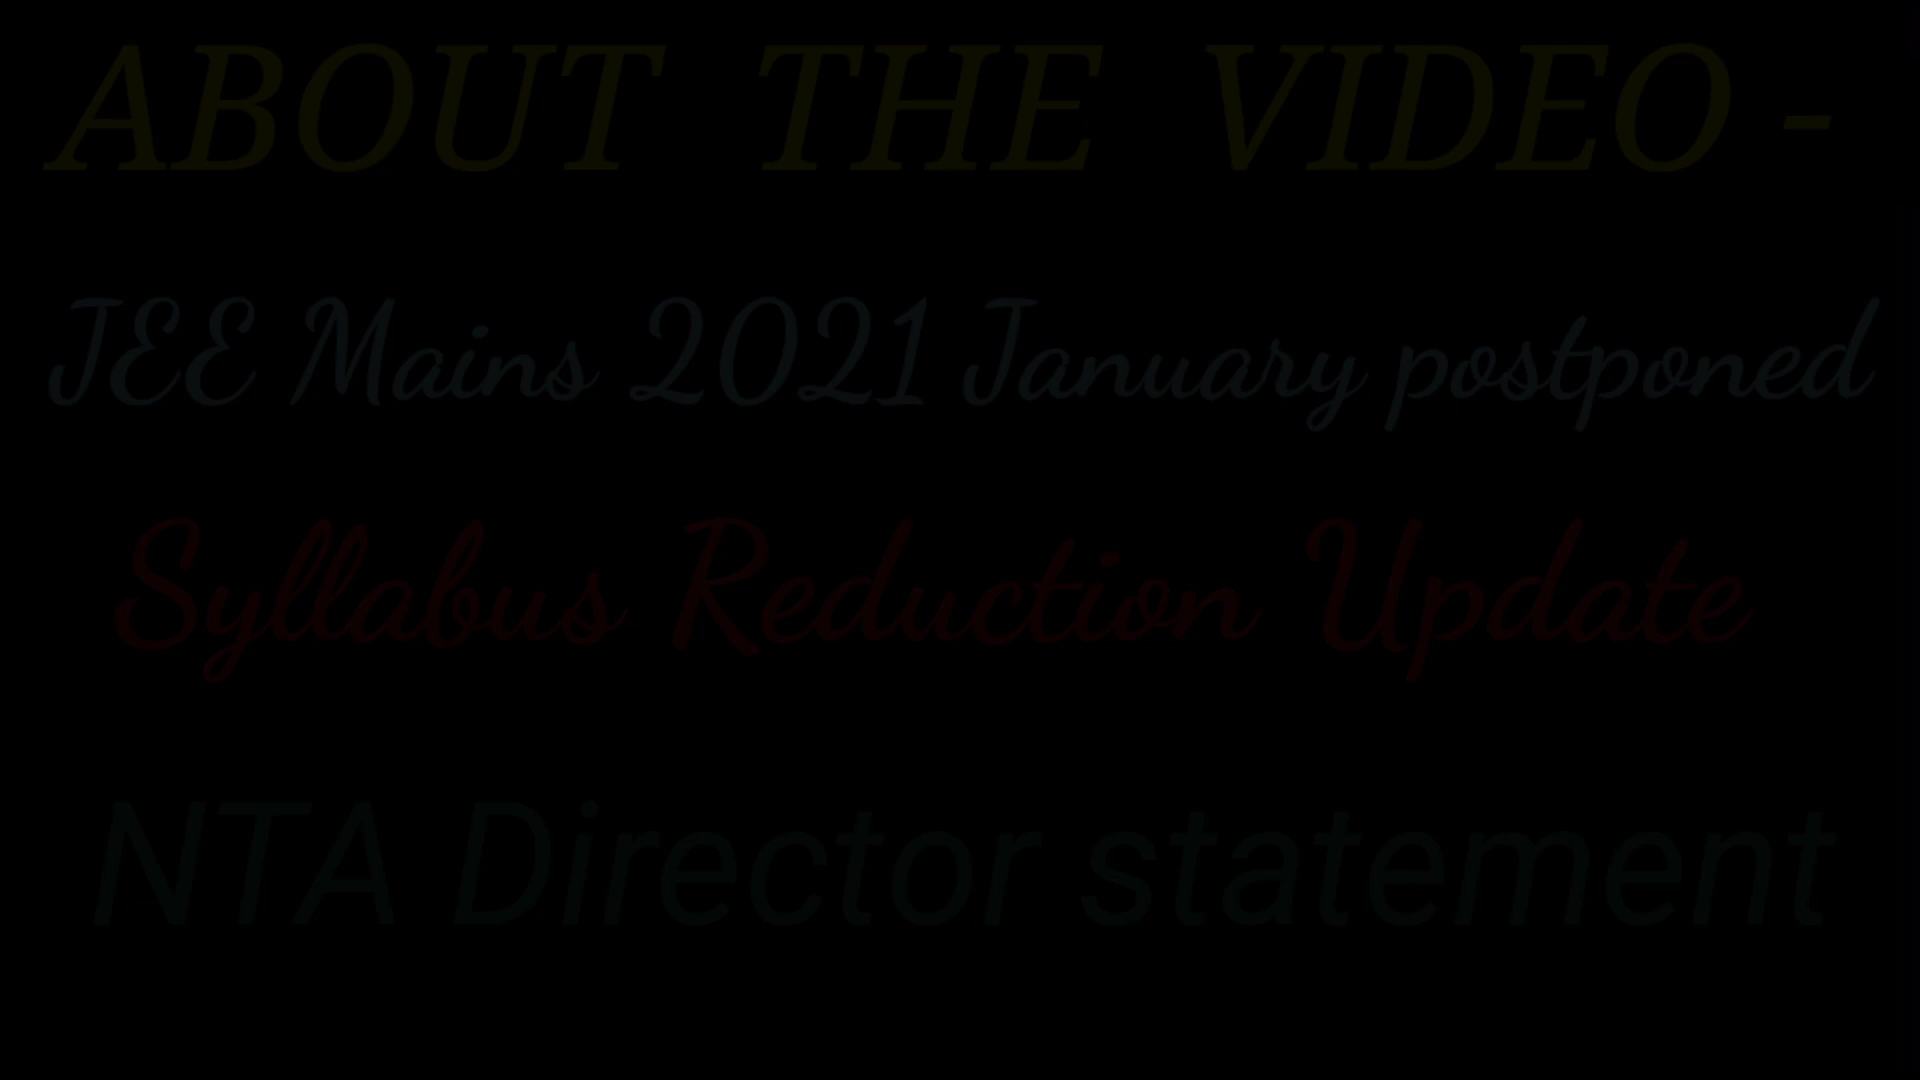 ABOUT THE VIDEO -
JEE Mains 2021 January postponed
Syllabus Reduction Update
NTA Director statement